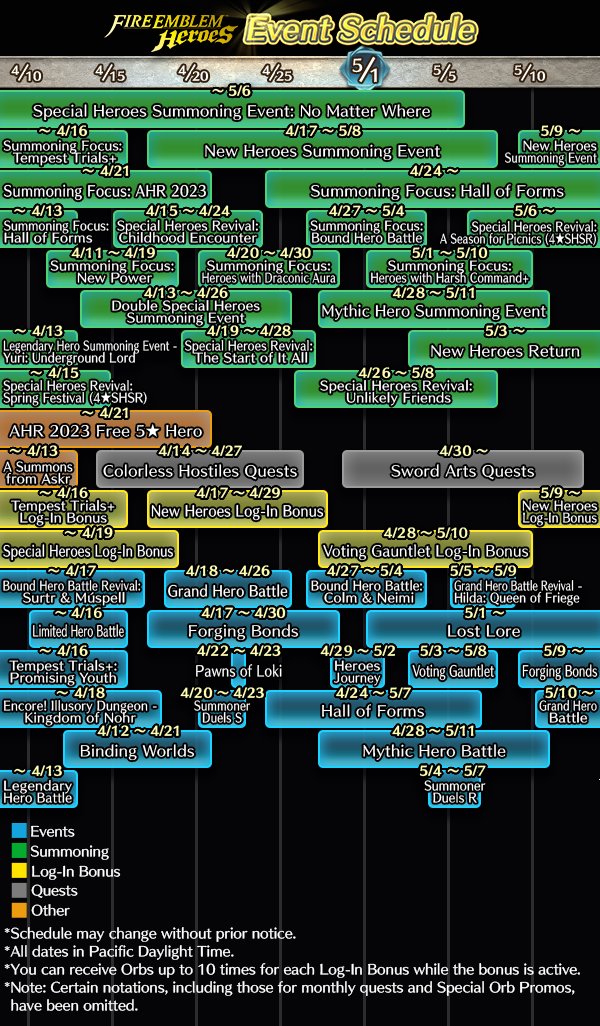 FIRE EMBLEM
Heroes
Event Schedule
4/10 4/15 4/20 4/25 5/1 5/5 5/10
~ 5/6
Special Heroes Summoning Event: No Matter Where
~ 4/16
Summoning Focus:
Tempest Trials+
4/17 ~ 5/8
New Heroes Summoning Event
5/9 ~
New Heroes
Summoning Event
~ 4/21
Summoning Focus: AHR 2023
4/24 ~
Summoning Focus: Hall of Forms
~ 4/13
Summoning Focus:
Hall of Forms
4/15 ~ 4/24
Special Heroes Revival:
Childhood Encounter
4/27 ~ 5/4
Summoning Focus:
Bound Hero Battle
5/6 ~
Special Heroes Revival:
A Season for Picnics (4★SHSR)
4/11 ~ 4/19
Summoning Focus:
New Power
4/20 ~ 4/30
Summoning Focus:
Heroes with Draconic Aura
5/1 ~ 5/10
Summoning Focus:
Heroes with Harsh Command+
4/13 ~ 4/26
Double Special Heroes
Summoning Event
4/28 ~ 5/11
Mythic Hero Summoning Event
~ 4/13
Legendary Hero Summoning Event -
Yuri: Underground Lord
4/19 ~ 4/28
Special Heroes Revival:
The Start of It All
5/3 ~
New Heroes Return
~ 4/15
Special Heroes Revival:
Spring Festival (4★SHSR)
4/26 ~ 5/8
Special Heroes Revival:
Unlikely Friends
~ 4/21
AHR 2023 Free 5★ Hero
~ 4/13
A Summons
from Askr
4/14 ~ 4/27
Colorless Hostiles Quests
4/30 ~
Sword Arts Quests
~ 4/16
Tempest Trials+
Log-In Bonus
4/17 ~ 4/29
New Heroes Log-In Bonus
5/9 ~
New Heroes
Log-In Bonus
~ 4/19
Special Heroes Log-In Bonus
4/28 ~ 5/10
Voting Gauntlet Log-In Bonus
~ 4/17
Bound Hero Battle Revival:
Surtr & Múspell
4/18 ~ 4/26
Grand Hero Battle
4/27 ~ 5/4
Bound Hero Battle:
Colm & Neimi
5/5 ~ 5/9
Grand Hero Battle Revival -
Hilda: Queen of Friege
~ 4/16
Limited Hero Battle
4/17 ~ 4/30
Forging Bonds
5/1 ~
Lost Lore
~ 4/16
Tempest Trials+:
Promising Youth
4/22 ~ 4/23
Pawns of Loki
4/29 ~ 5/2
Heroes
Journey
5/3 ~ 5/8
Voting Gauntlet
5/9 ~
Forging Bonds
~ 4/18
Encore! Illusory Dungeon -
Kingdom of Nohr
4/20 ~ 4/23
Summoner
Duels S
4/24 ~ 5/7
Hall of Forms
5/10 ~
Grand Hero
Battle
4/12 ~ 4/21
Binding Worlds
4/28 ~ 5/11
Mythic Hero Battle
~ 4/13
Legendary
Hero Battle
5/4 ~ 5/7
Summoner
Duels R
Events
Summoning
Log-In Bonus
Quests
Other
*Schedule may change without prior notice.
*All dates in Pacific Daylight Time.
*You can receive Orbs up to 10 times for each Log-In Bonus while the bonus is active.
*Note: Certain notations, including those for monthly quests and Special Orb Promos,
have been omitted.